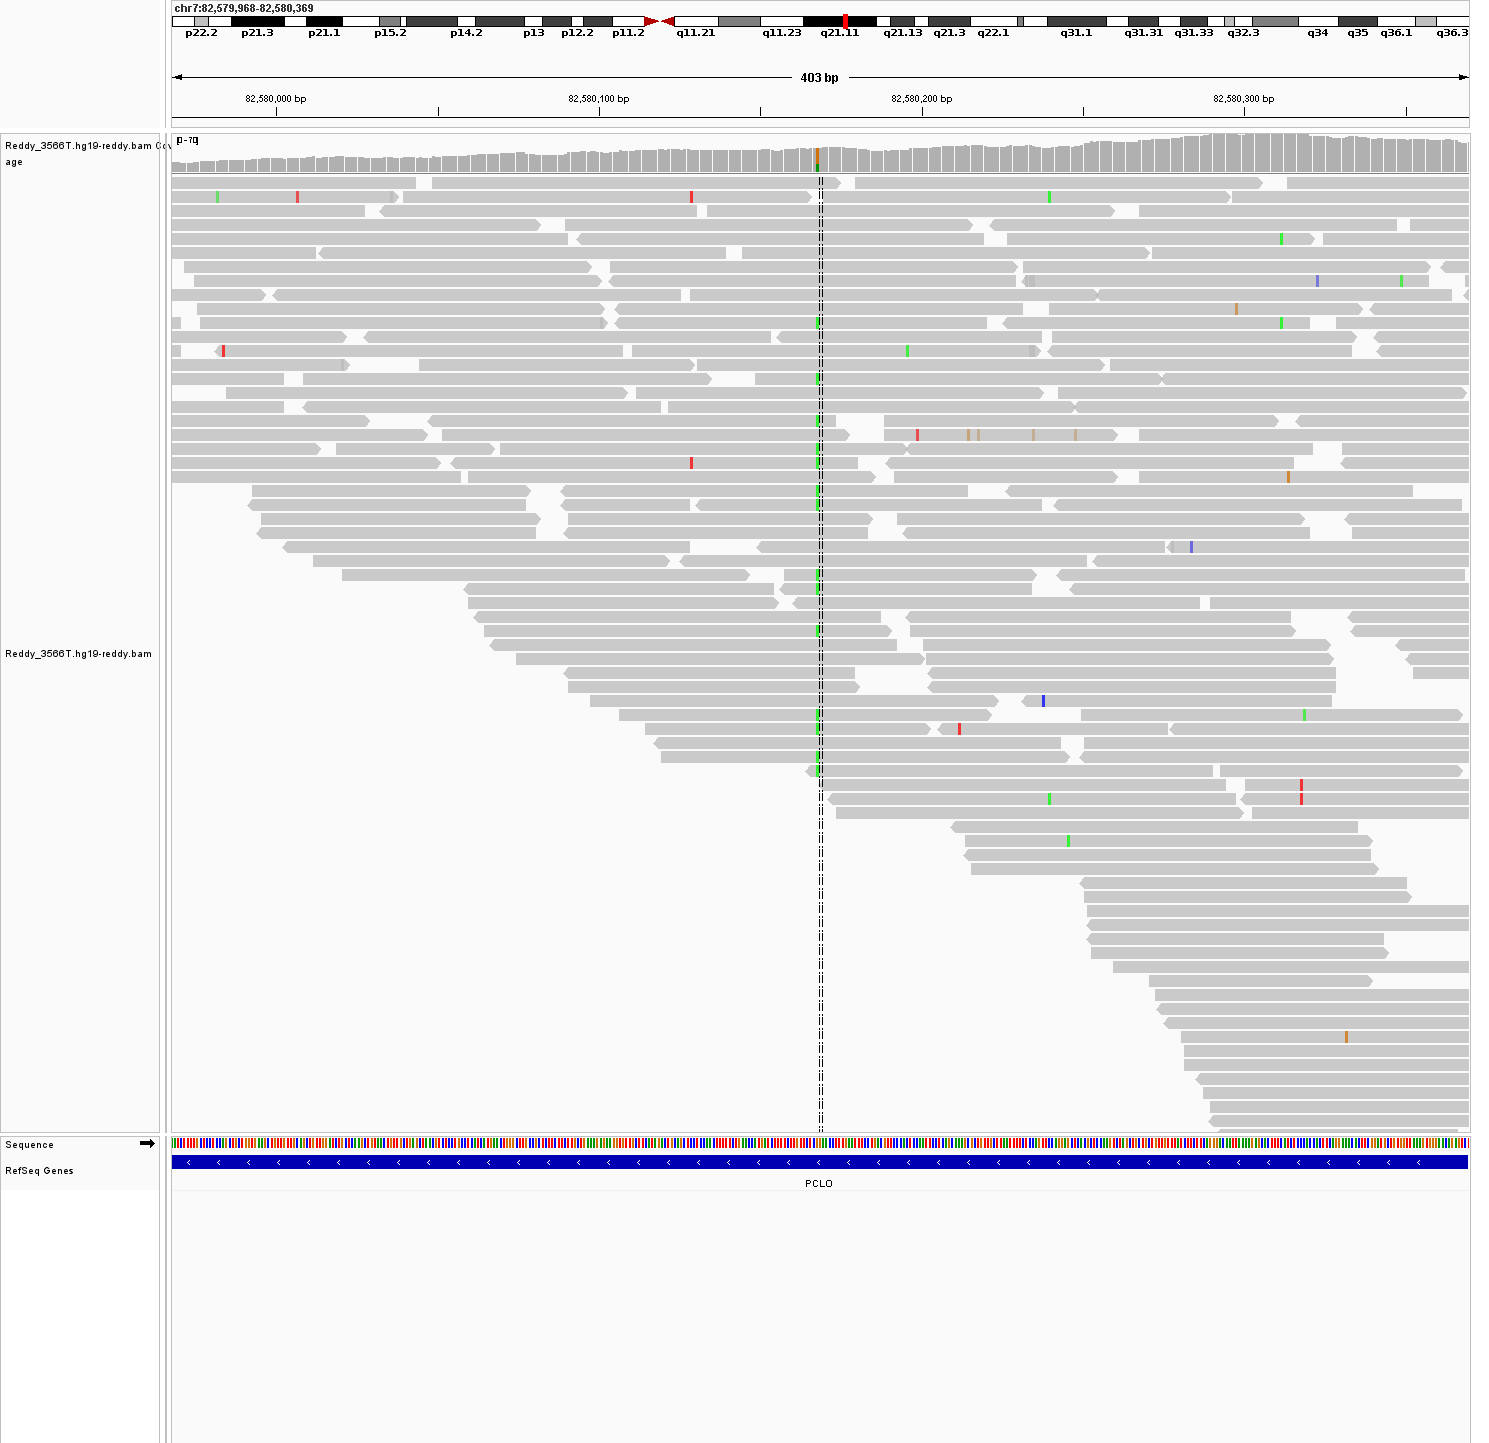 chr7:82,579,968-82,580,369
p22.2 p21.3 p21.1 p15.2 p14.2 p13 p12.2 p11.2 q11.21 q11.23 q21.11 q21.13 q21.3 q22.1 q31.1 q31.31 q31.33 q32.3 q34 q35 q36.1 q36.3
403 bp
82,580,000 bp 82,580,100 bp 82,580,200 bp 82,580,300 bp
Reddy_3566T.hg19-reddy.bam Cov
age
Reddy_3566T.hg19-reddy.bam
Sequence
RefSeq Genes
PCLO